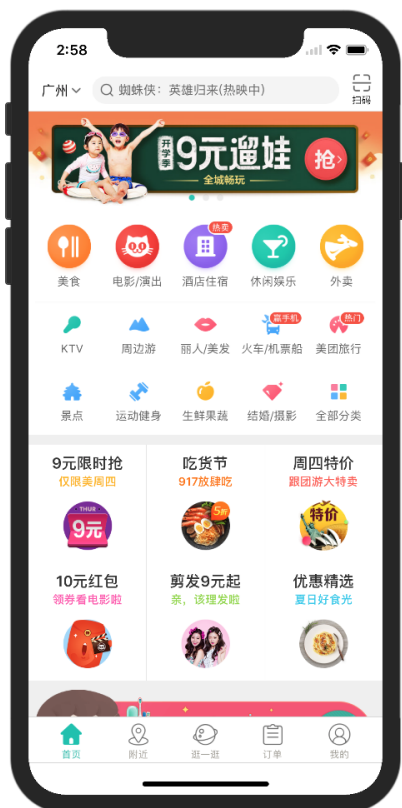 2:58
广州
蜘蛛侠：英雄归来(热映中)
扫码
开学季
9元遛娃
抢
全城畅玩
热卖
美食
电影/演出
酒店住宿
休闲娱乐
外卖
赢手机
热门
KTV
周边游
丽人/美发
火车/机票船
美团旅行
景点
运动健身
生鲜果蔬
结婚/摄影
全部分类
9元限时抢
仅限美周四
THUR
9元
吃货节
917放肆吃
5折
周四特价
跟团游大特卖
特价
10元红包
领券看电影啦
剪发9元起
亲，该理发啦
优惠精选
夏日好食光
首页
附近
逛一逛
订单
我的